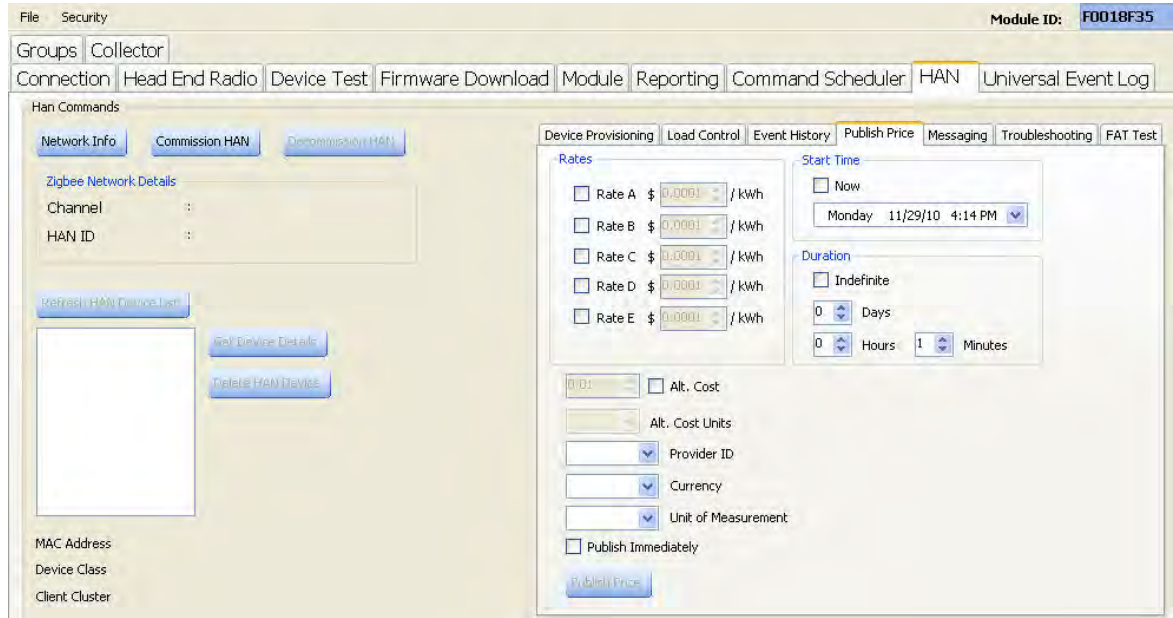 File Security Module ID: F0018F35
Groups Collector
Connection Head End Radio Device Test Firmware Download Module Reporting Command Scheduler HAN Universal Event Log
Han Commands
Network Info Commission HAN Decommission HAN
Zigbee Network Details
Channel :
HAN ID :
Refresh HAN Device List
Get Device Details
Delete HAN Device
MAC Address
Device Class
Client Cluster
Device Provisioning Load Control Event History Publish Price Messaging Troubleshooting FAT Test
Rates
Rate A $ 0.0001 / kWh
Rate B $ 0.0001 / kWh
Rate C $ 0.0001 / kWh
Rate D $ 0.0001 / kWh
Rate E $ 0.0001 / kWh
Start Time
Now
Monday 11/29/10 4:14 PM
Duration
Indefinite
0 Days
0 Hours 1 Minutes
0.01 Alt. Cost
Alt. Cost Units
Provider ID
Currency
Unit of Measurement
Publish Immediately
Publish Price